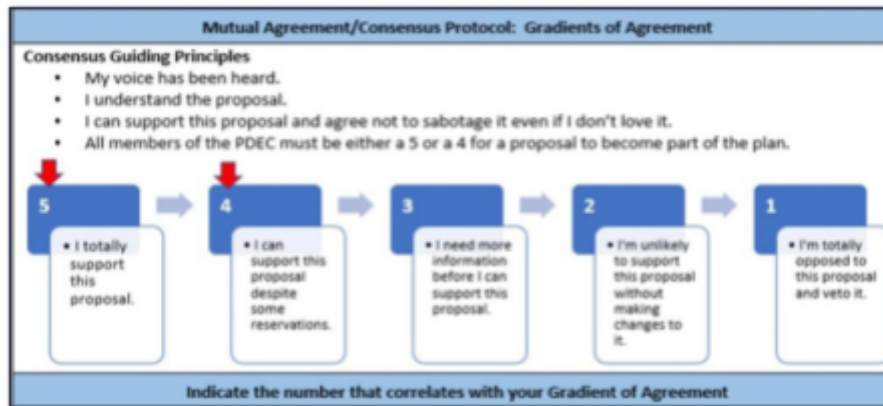 Mutual Agreement/Consensus Protocol: Gradients of Agreement
Consensus Guiding Principles
• My voice has been heard.
• I understand the proposal.
• I can support this proposal and agree not to sabotage it even if I don't love it.
• All members of the PDEC must be either a 5 or a 4 for a proposal to become part of the plan.
5
• I totally
support
this
proposal.
4
• I can
support this
proposal
despite
some
reservations.
3
• I need more
information
before I can
support this
proposal.
2
• I'm unlikely
to support
this proposal
without
making
changes to
it.
1
• I'm totally
opposed to
this proposal
and veto it.
Indicate the number that correlates with your Gradient of Agreement